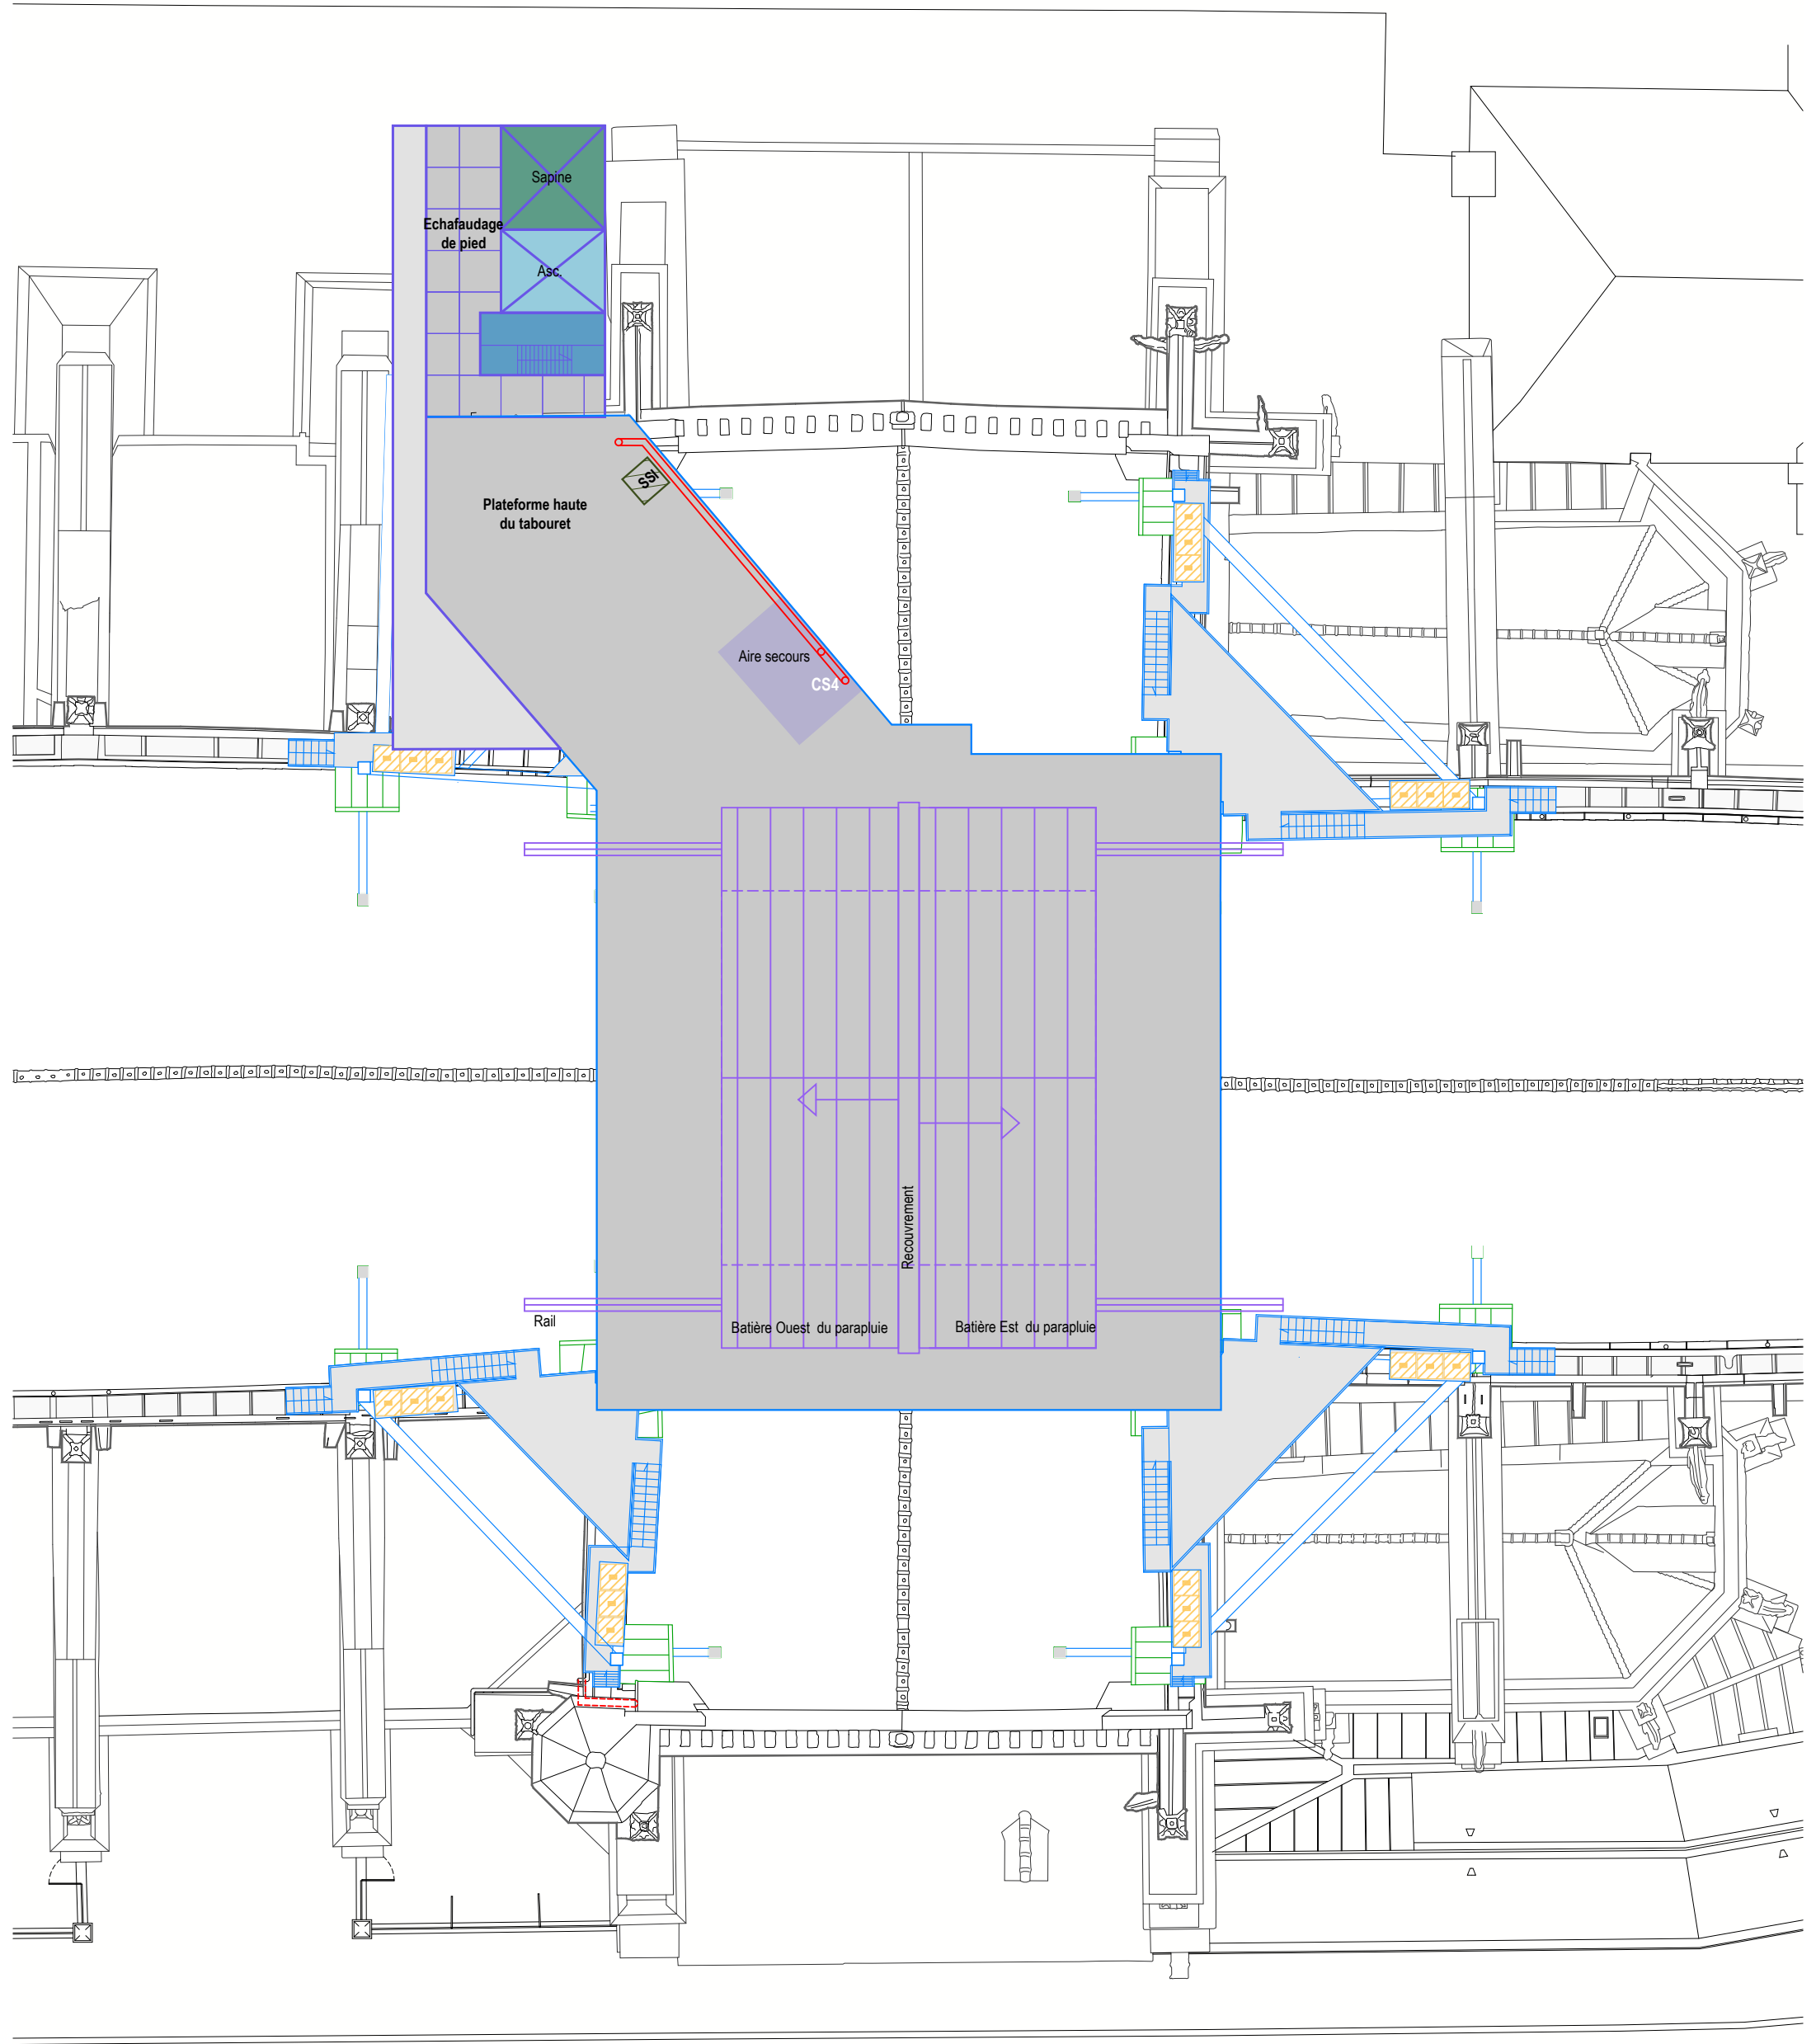 Sapine
Echafaudage
de pied
Asc.
SSI
Plateforme haute
du tabouret
Aire secours
CS4
Recouvrement
Rail
Batière Ouest du parapluie
Batière Est du parapluie